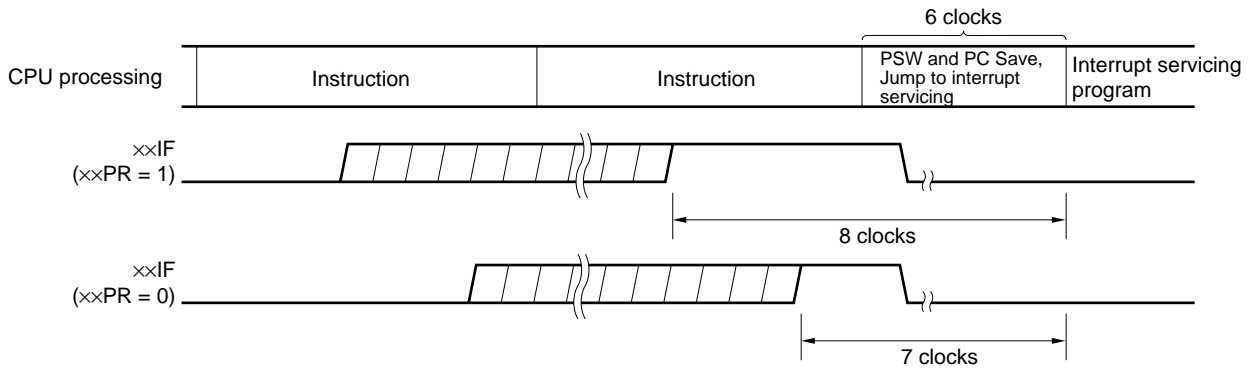 6 clocks
CPU processing
Instruction
Instruction
PSW and PC Save,
Jump to interrupt
servicing
Interrupt servicing
program
××IF
(××PR = 1)
8 clocks
××IF
(××PR = 0)
7 clocks